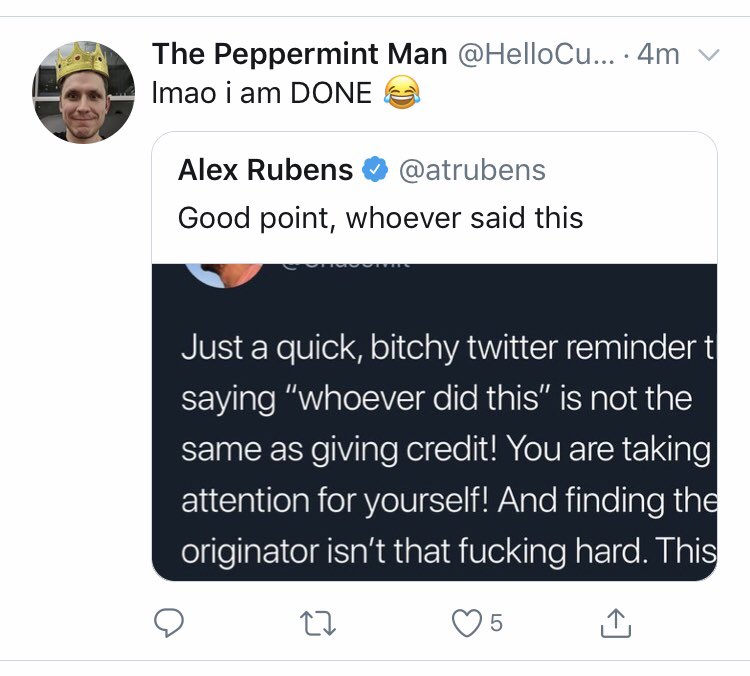 The Peppermint Man @HelloCu... · 4m
lmao i am DONE 😂
Alex Rubens @atrubens
Good point, whoever said this
Just a quick, bitchy twitter reminder t
saying “whoever did this” is not the
same as giving credit! You are taking
attention for yourself! And finding the
originator isn’t that fucking hard. This
5